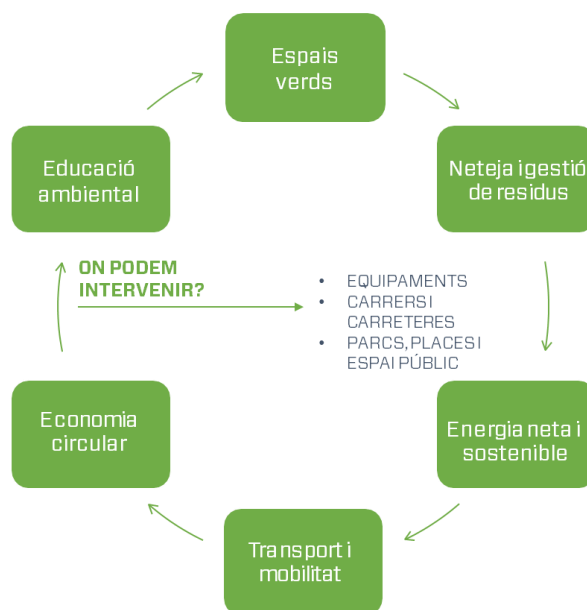 Espais
verds
Neteja i gestió
de residus
Energia neta i
sostenible
Transport i
mobilitat
Economia
circular
Educació
ambiental
ON PODEM
INTERVENIR?
• EQUIPAMENTS
• CARRERS I
CARRETERES
• PARCS, PLACES I
ESPAI PÚBLIC